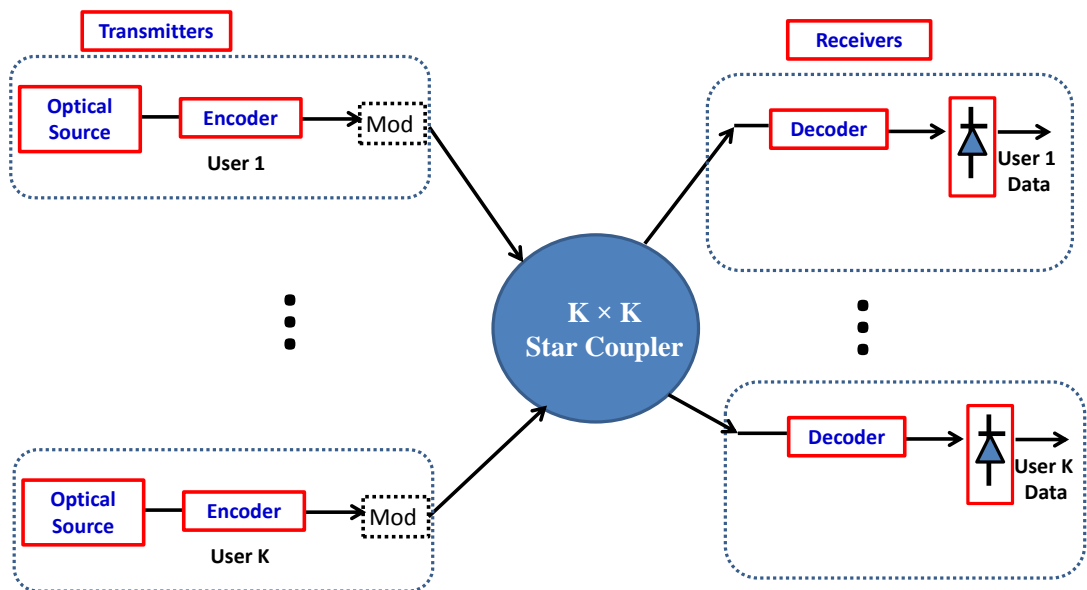 Transmitters
Optical
Source
Encoder
Mod
User 1
Receivers
Decoder
User 1
Data
K × K
Star Coupler
Optical
Source
Encoder
Mod
User K
Decoder
User K
Data